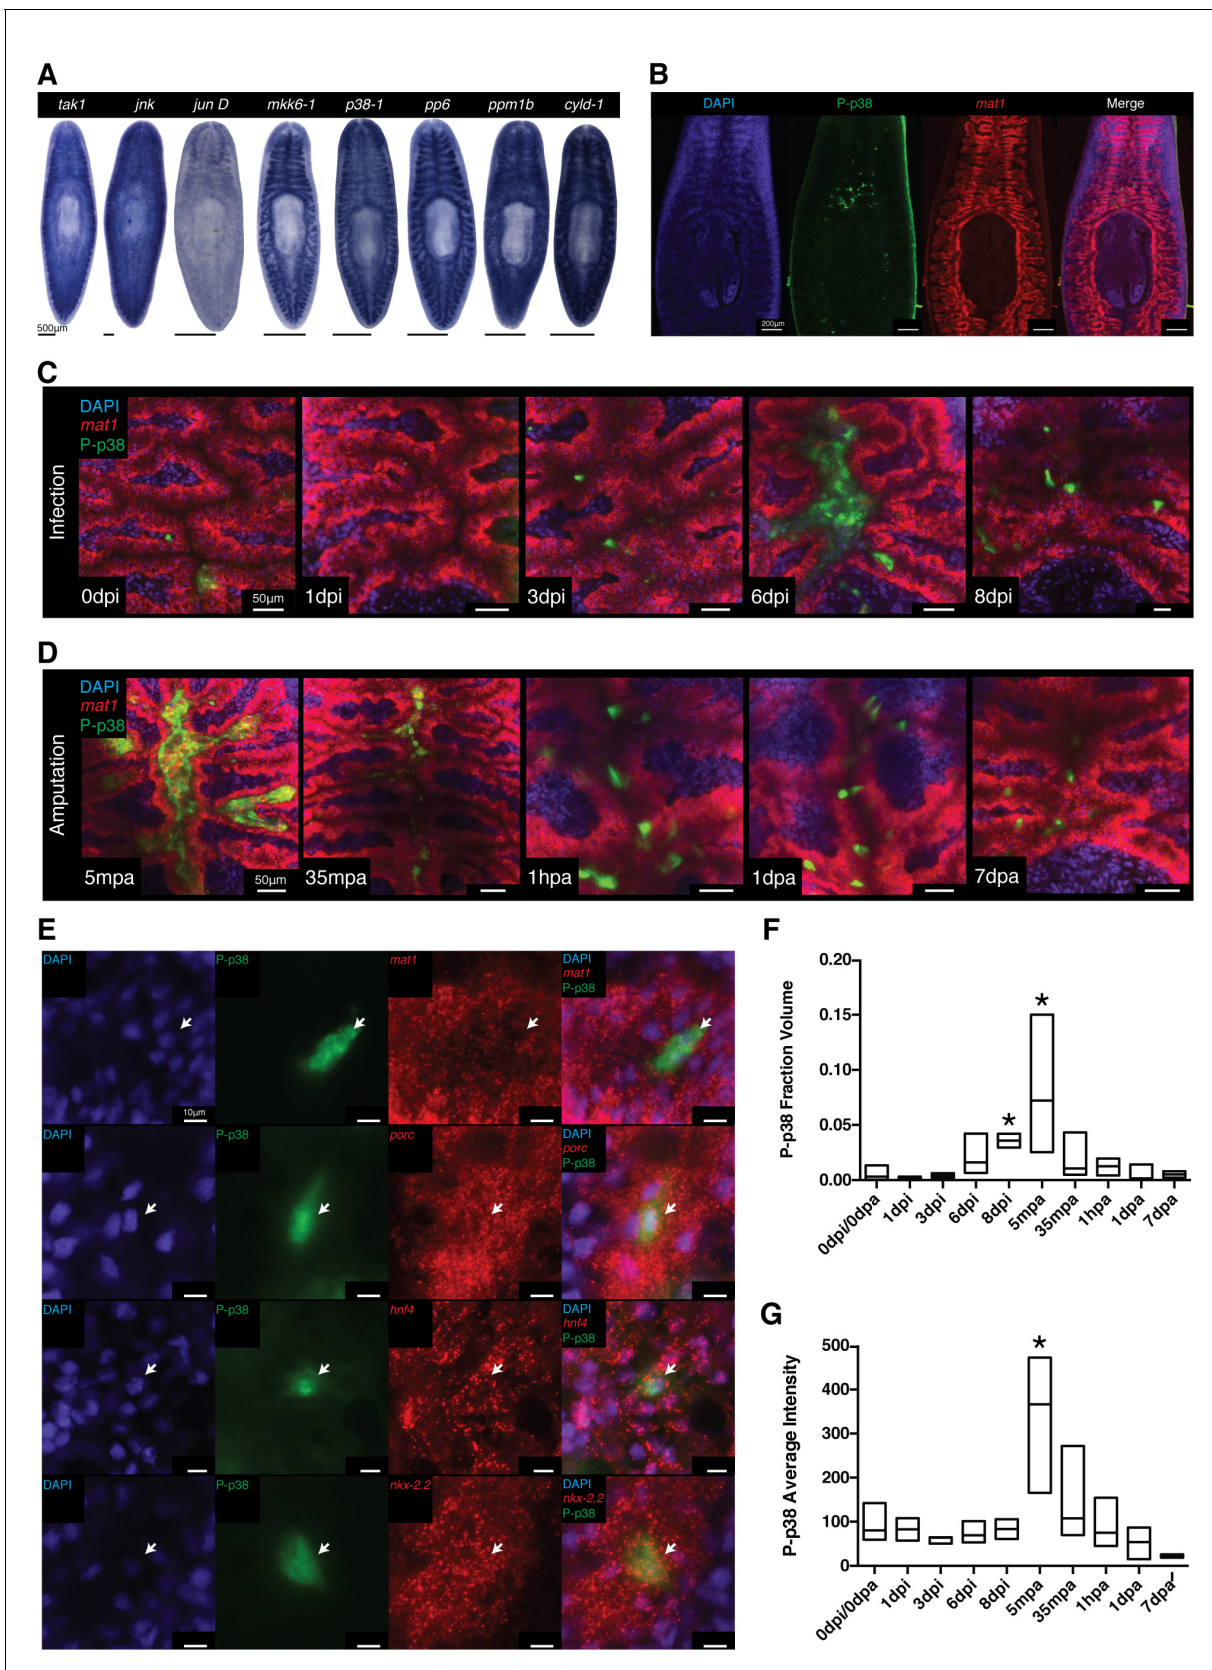 A
tak1 jnk jun D mkk6-1 p38-1 pp6 ppm1b cyld-1
500µm
B
DAPI P-p38 mat1 Merge
200µm
C
Infection
DAPI
mat1
P-p38
0dpi 50µm 1dpi 3dpi 6dpi 8dpi
D
Amputation
DAPI
mat1
P-p38
5mpa 50µm 35mpa 1hpa 1dpa 7dpa
E
DAPI P-p38 mat1 DAPI
mat1
P-p38
10µm
DAPI P-p38 porc DAPI
porc
P-p38
DAPI P-p38 hnf4 DAPI
hnf4
P-p38
DAPI P-p38 nkx-2.2 DAPI
nkx-2.2
P-p38
F
P-p38 Fraction Volume
0.20
0.15
0.10
0.05
0.00
* *
0dpi/0dpa 1dpi 3dpi 6dpi 8dpi 5mpa 35mpa 1hpa 1dpa 7dpa
G
P-p38 Average Intensity
500
400
300
200
100
0
*
0dpi/0dpa 1dpi 3dpi 6dpi 8dpi 5mpa 35mpa 1hpa 1dpa 7dpa